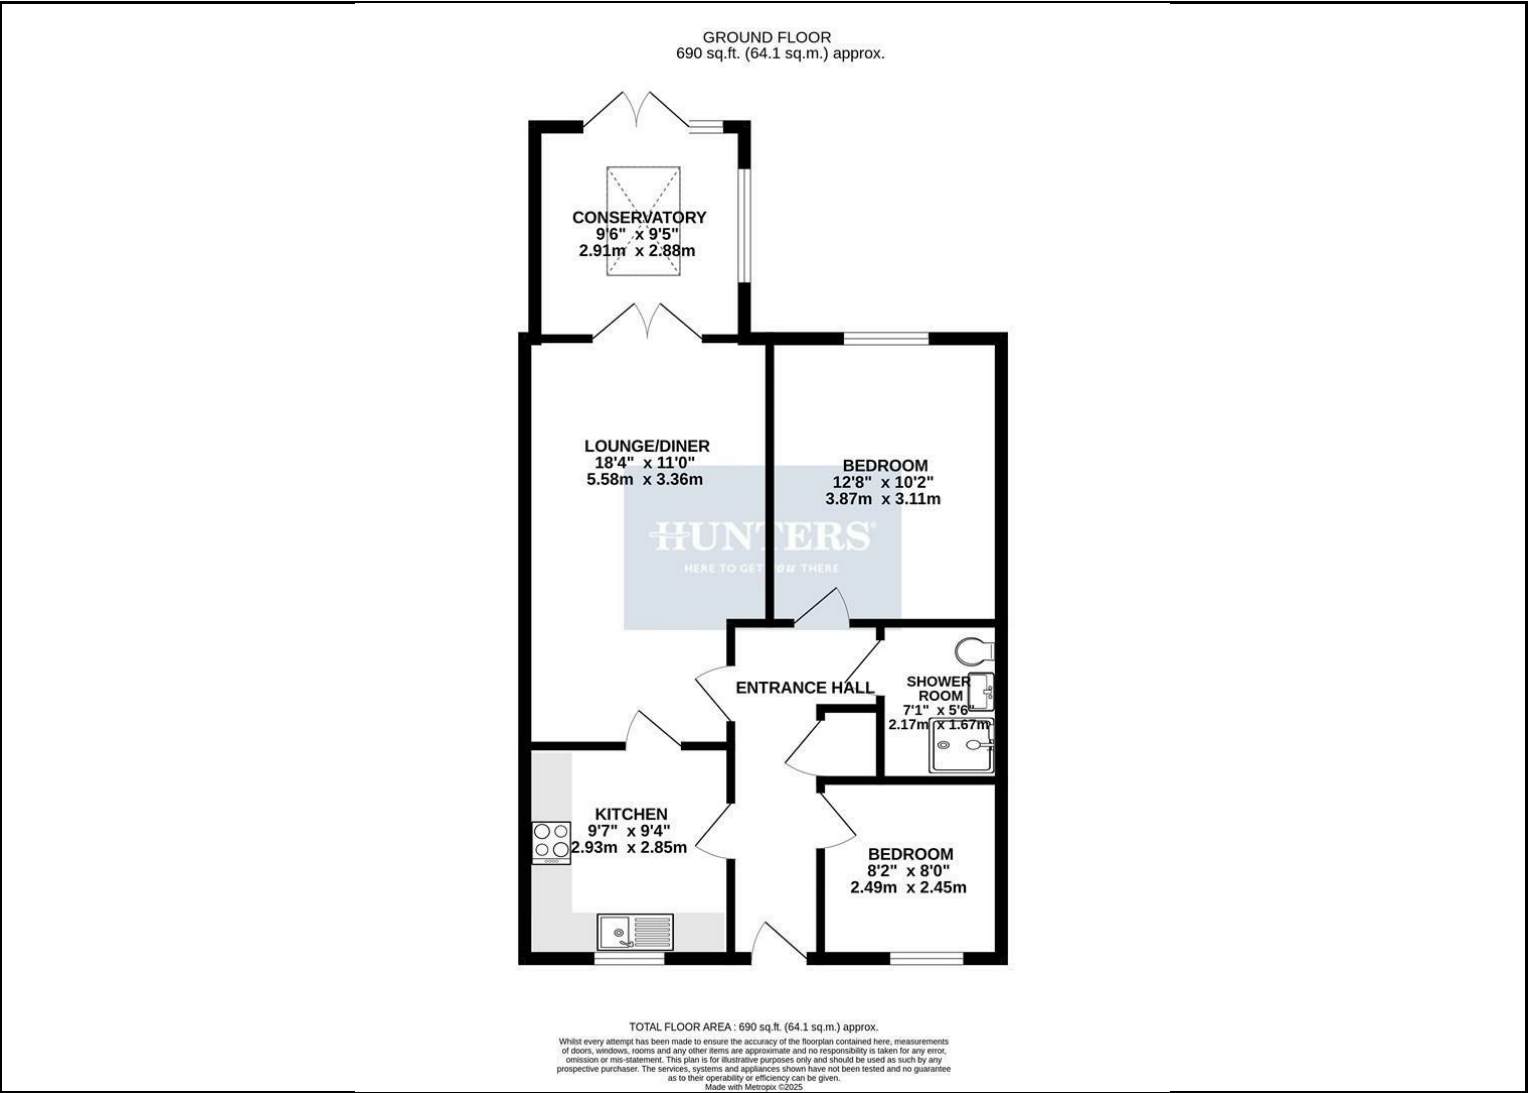 GROUND FLOOR
690 sq.ft. (64.1 sq.m.) approx.
CONSERVATORY
9'6" x 9'5"
2.91m x 2.88m
LOUNGE/DINER
18'4" x 11'0"
5.58m x 3.36m
BEDROOM
12'8" x 10'2"
3.87m x 3.11m
HUNTERS®
HERE TO GET you THERE
ENTRANCE HALL
SHOWER
ROOM
7'1" x 5'6"
2.17m x 1.67m
KITCHEN
9'7" x 9'4"
2.93m x 2.85m
BEDROOM
8'2" x 8'0"
2.49m x 2.45m
TOTAL FLOOR AREA : 690 sq.ft. (64.1 sq.m.) approx.
Whilst every attempt has been made to ensure the accuracy of the floorplan contained here, measurements
of doors, windows, rooms and any other items are approximate and no responsibility is taken for any error,
omission or mis-statement. This plan is for illustrative purposes only and should be used as such by any
prospective purchaser. The services, systems and appliances shown have not been tested and no guarantee
as to their operability or efficiency can be given.
Made with Metropix ©2025